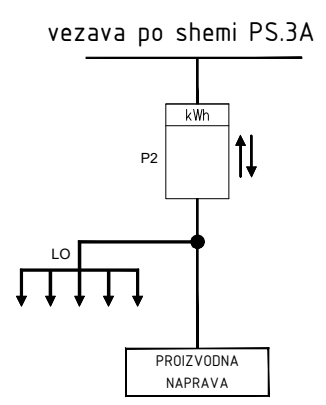 vezava po shemi PS.3A
kWh
P2
LO
PROIZVODNA
NAPRAVA